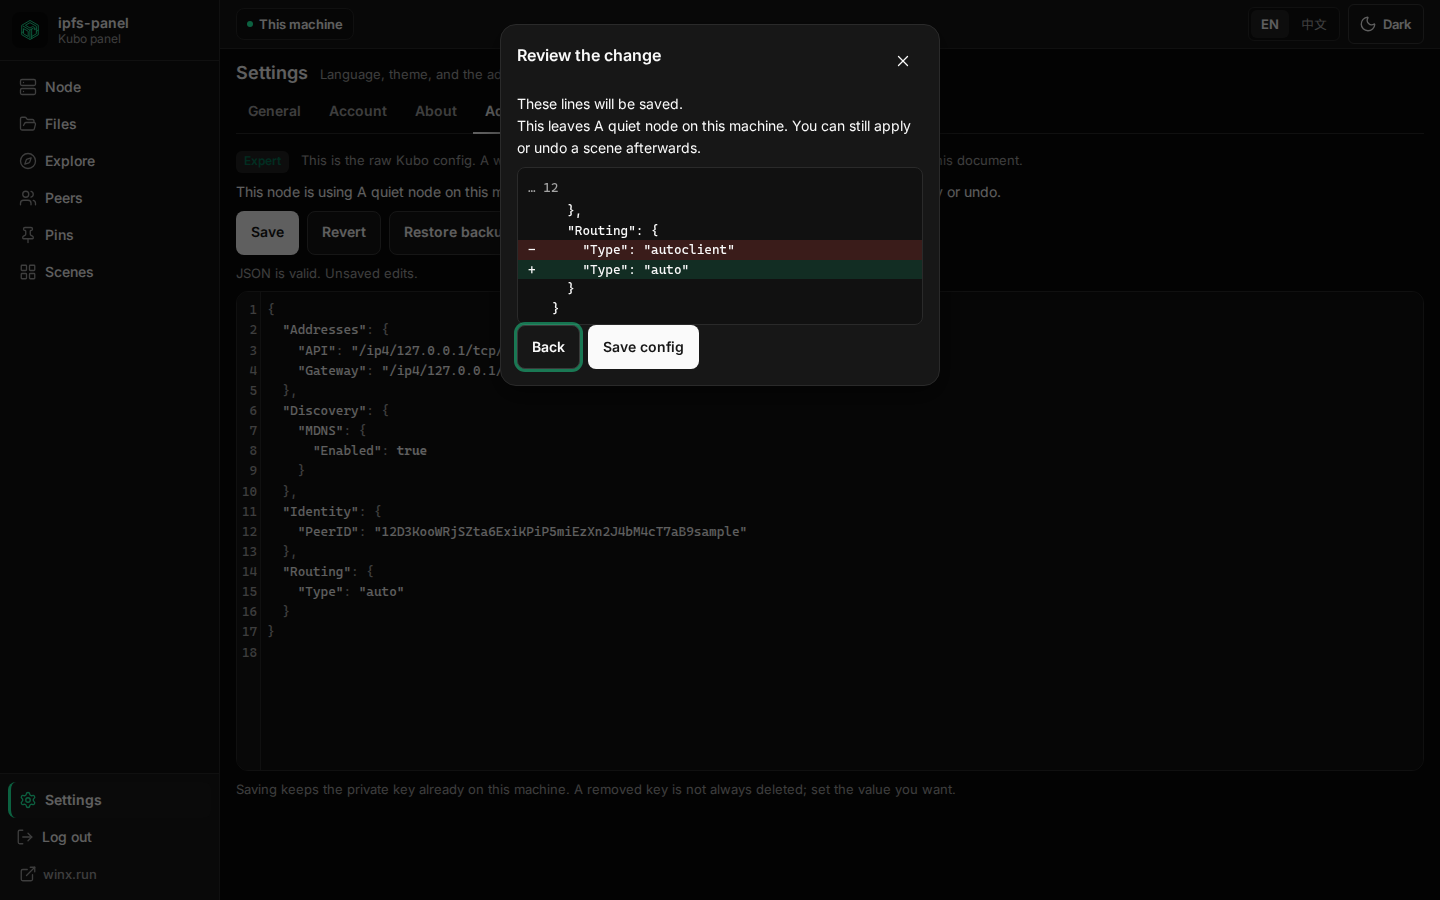 ipfs-panel
Kubo panel
Node
Files
Explore
Peers
Pins
Scenes
Settings
Log out
winx.run
This machine
EN
中文
Dark
Settings
Language, theme, and the
General
Account
About
Expert
This is the raw Kubo config. A
his document.
This node is using A quiet node on this
or undo.
Save
Revert
Restore
JSON is valid. Unsaved edits.
1 {
2 "Addresses": {
3 "API": "/ip4/127.0.0.1/tcp/
4 "Gateway": "/ip4/127.0.0.1/
5 },
6 "Discovery": {
7 "MDNS": {
8 "Enabled": true
9 }
10 },
11 "Identity": {
12 "PeerID": "12D3KooWRjSZta6ExiKPiP5miEzXn2J4bM4cT7aB9sample"
13 },
14 "Routing": {
15 "Type": "auto"
16 }
17 }
18
Saving keeps the private key already on this machine. A removed key is not always deleted; set the value you want.
Review the change
These lines will be saved.
This leaves A quiet node on this machine. You can still apply
or undo a scene afterwards.
… 12
},
"Routing": {
− "Type": "autoclient"
+ "Type": "auto"
}
}
Back
Save config